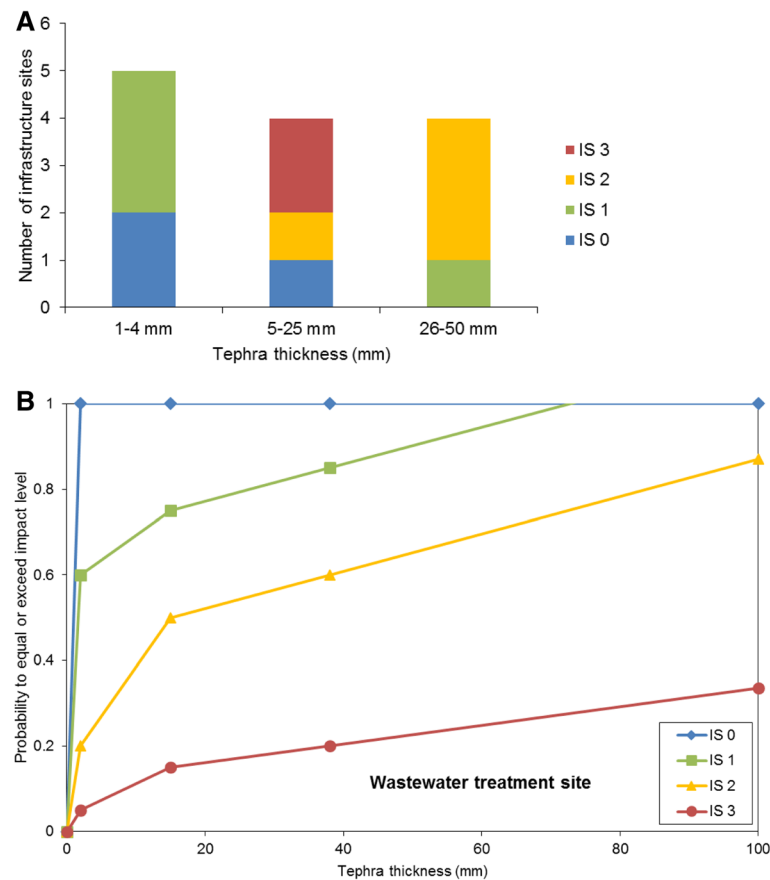 A
Number of infrastructure sites
6
5
4
3
2
1
0
1-4 mm
5-25 mm
26-50 mm
Tephra thickness (mm)
IS 3
IS 2
IS 1
IS 0
B
Probability to equal or exceed impact level
1
0.8
0.6
0.4
0.2
0
0
20
40
60
80
100
Tephra thickness (mm)
Wastewater treatment site
IS 0
IS 1
IS 2
IS 3